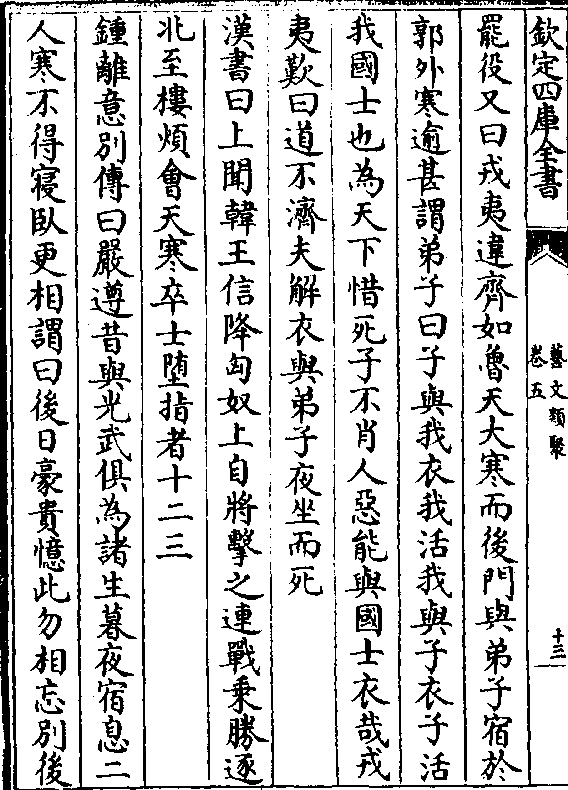 欽定四庫全書
藝文類聚
卷五
十三
罷役又曰戎夷違齊如魯天大寒而後門與弟子宿於
郭外寒逾甚謂弟子曰子與我衣我活我與子衣子活
我國士也為天下惜死子不肖人惡能與國士衣哉戎
夷歎曰道不濟夫解衣與弟子夜坐而死
漢書曰上聞韓王信降匈奴上自將擊之連戰乗勝逐
北至樓煩會天寒卒士堕指者十二三
鍾離意別傳曰嚴遵昔與光武俱為諸生暮夜宿息二
人寒不得寢臥更相謂曰後日豪貴憶此勿相忘別後